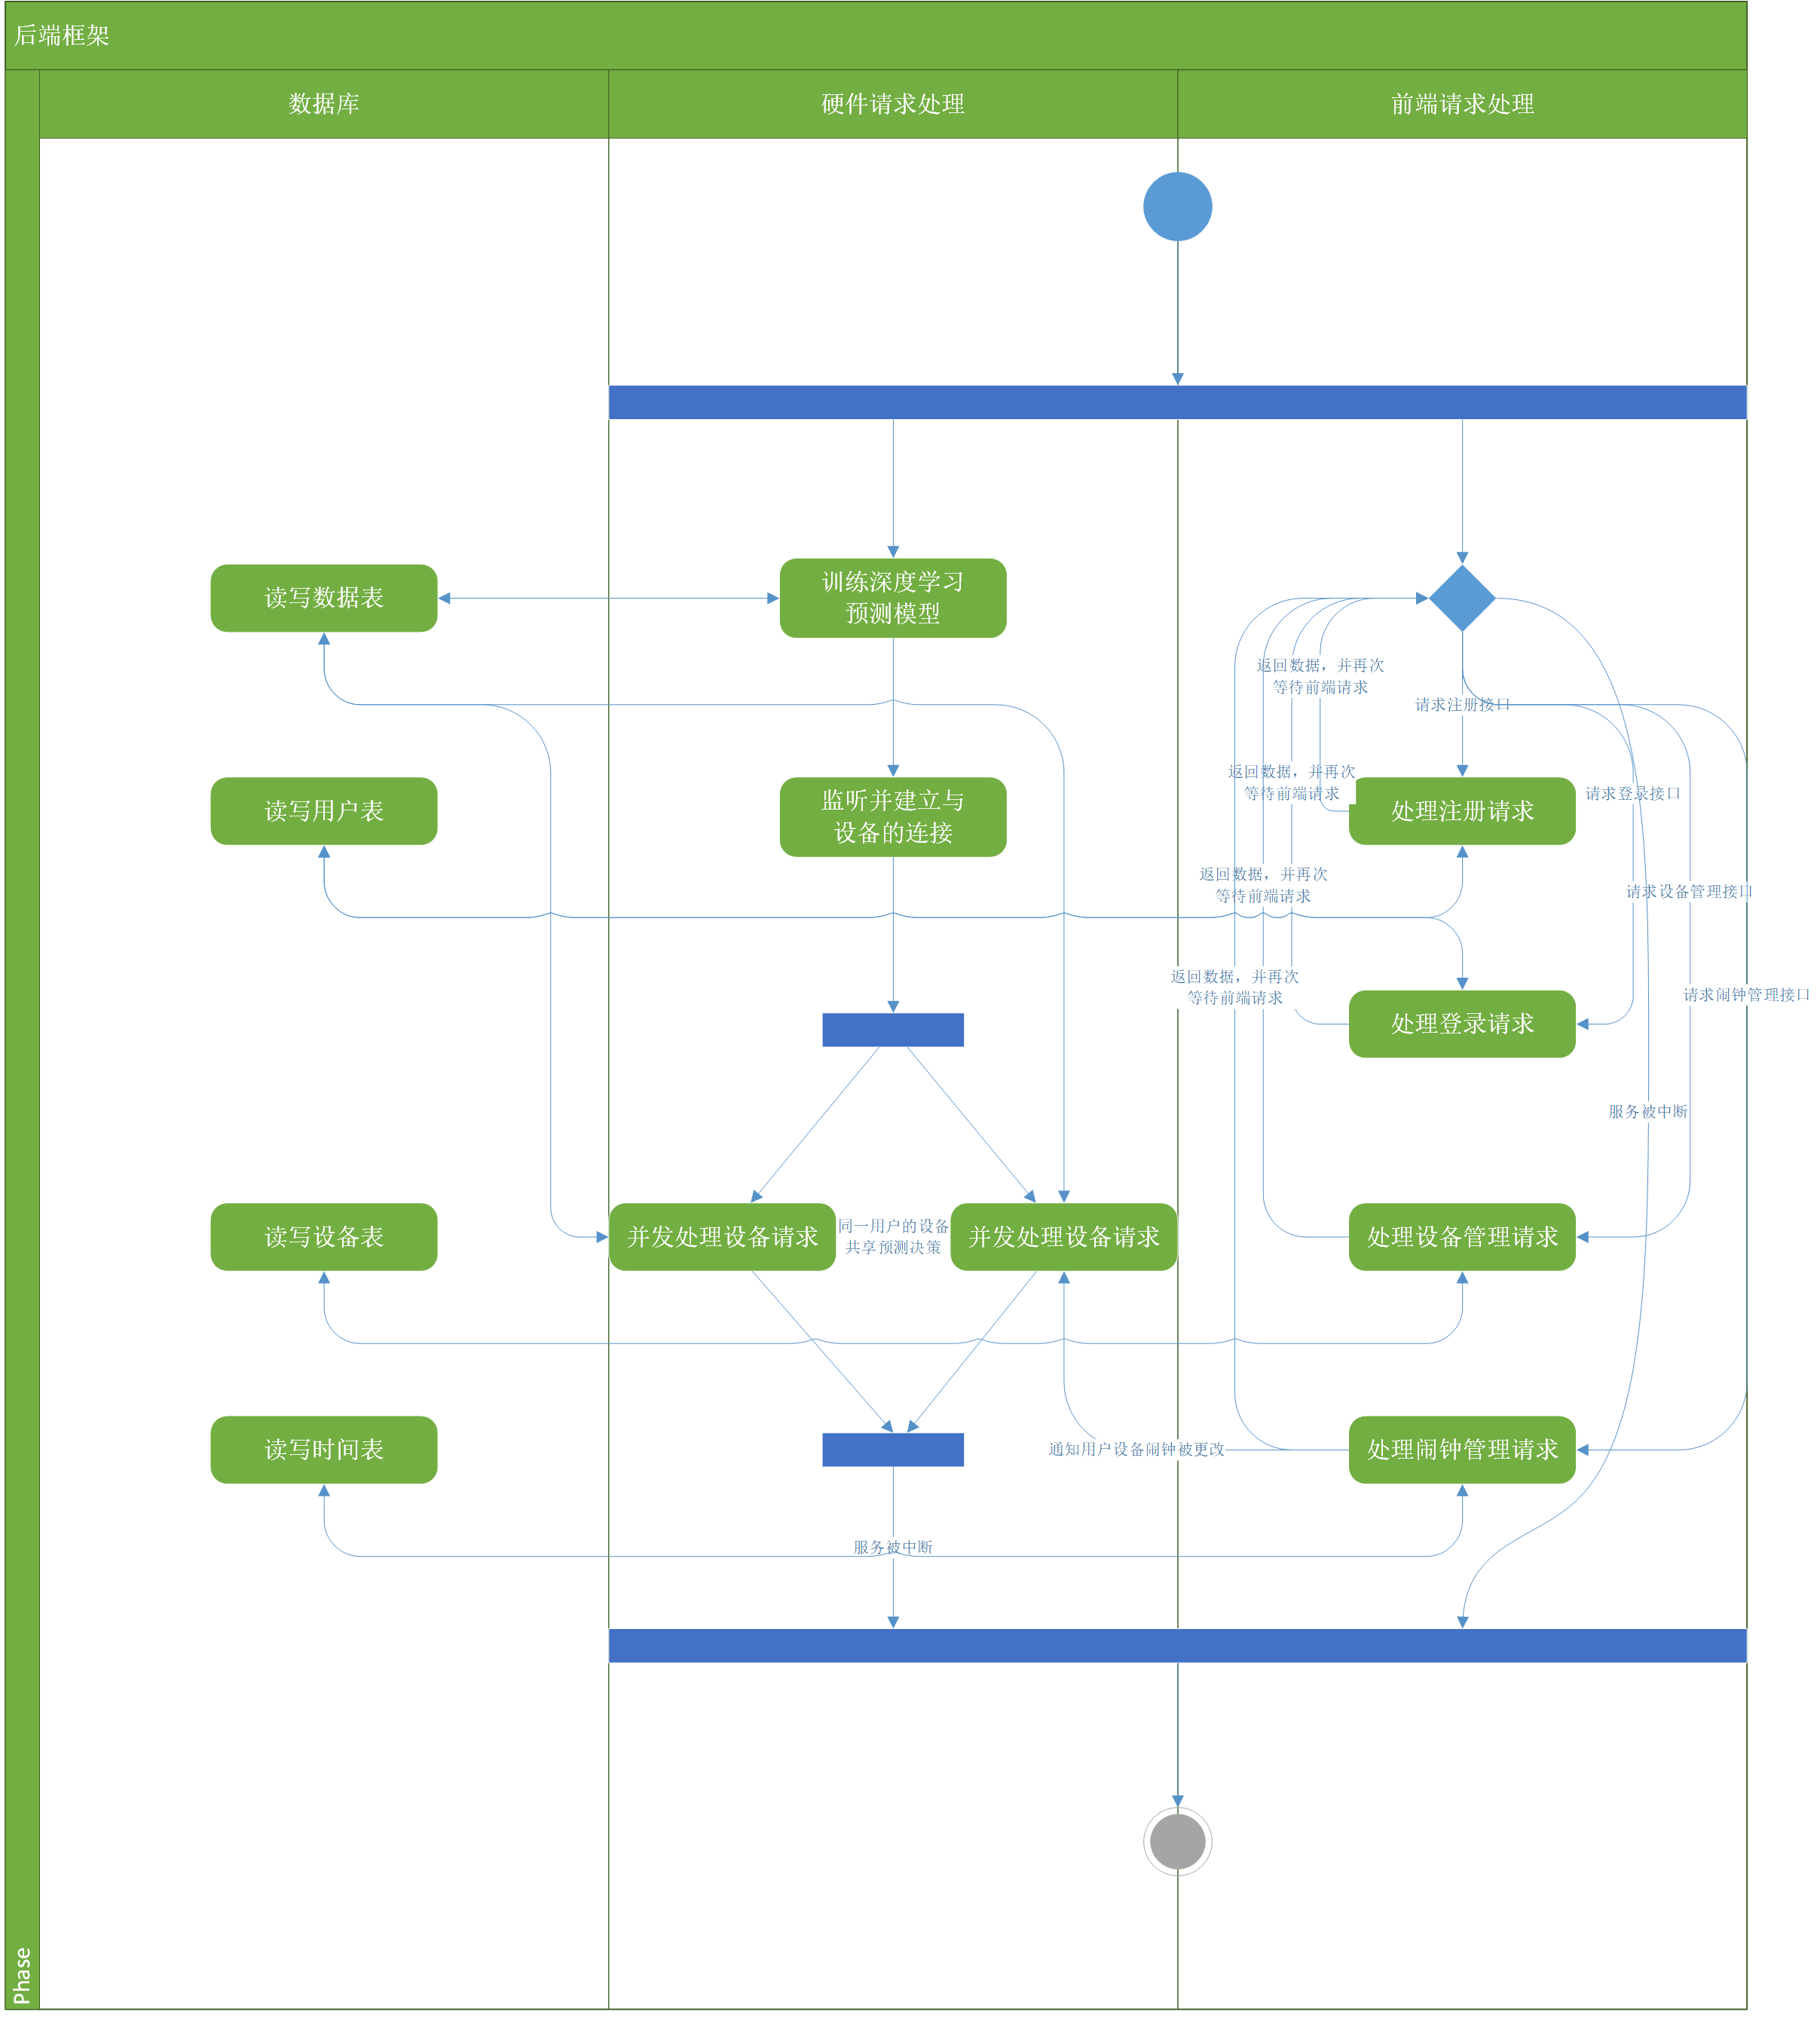 后端框架
数据库
硬件请求处理
前端请求处理
读写数据表
训练深度学习
预测模型
返回数据，并再次
等待前端请求
请求注册接口
返回数据，并再次
等待前端请求
请求登录接口
读写用户表
监听并建立与
设备的连接
处理注册请求
返回数据，并再次
等待前端请求
请求设备管理接口
返回数据，并再次
等待前端请求
请求闹钟管理接口
处理登录请求
服务被中断
读写设备表
并发处理设备请求
同一用户的设备
共享预测决策
并发处理设备请求
处理设备管理请求
读写时间表
通知用户设备闹钟被更改
处理闹钟管理请求
服务被中断
Phase